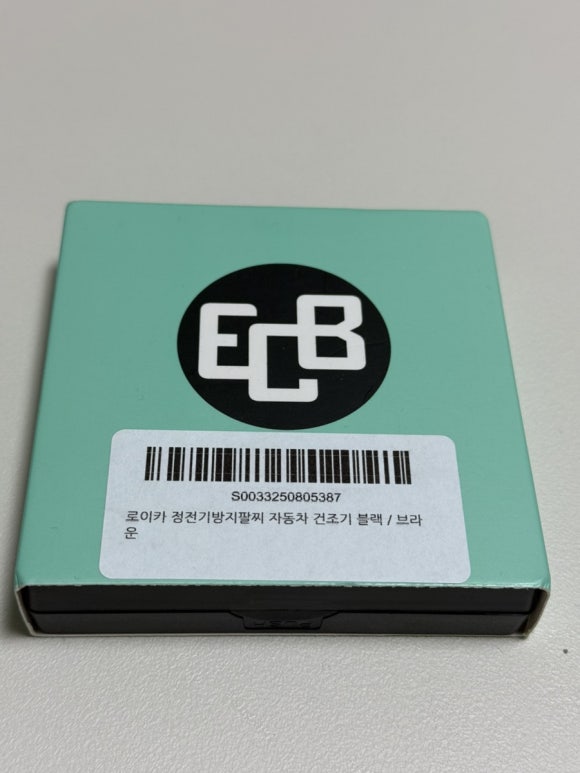 ECB
S0033250805387
로이카 정전기방지팔찌 자동차 건조기 블랙 / 브라
운
PUSH